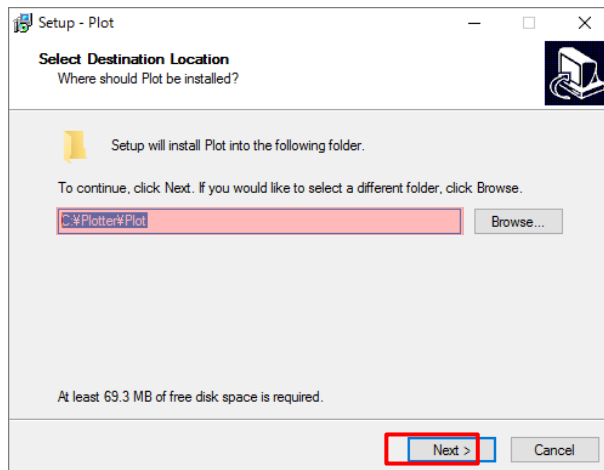 Setup - Plot
Select Destination Location
Where should Plot be installed?
Setup will install Plot into the following folder.
To continue, click Next. If you would like to select a different folder, click Browse.
C:¥Plotter¥Plot
Browse...
At least 69.3 MB of free disk space is required.
Next >
Cancel